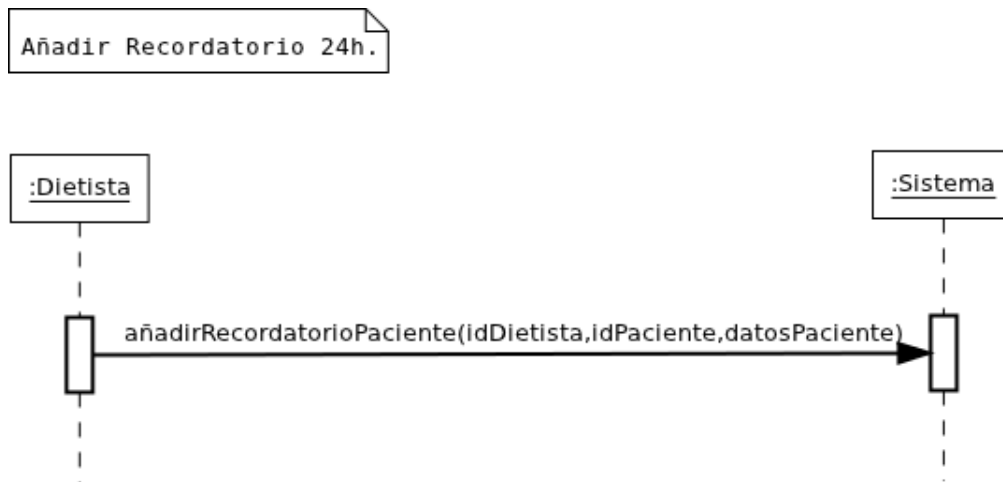 Añadir Recordatorio 24h.
:Dietista
:Sistema
añadirRecordatorioPaciente(idDietista,idPaciente,datosPaciente)